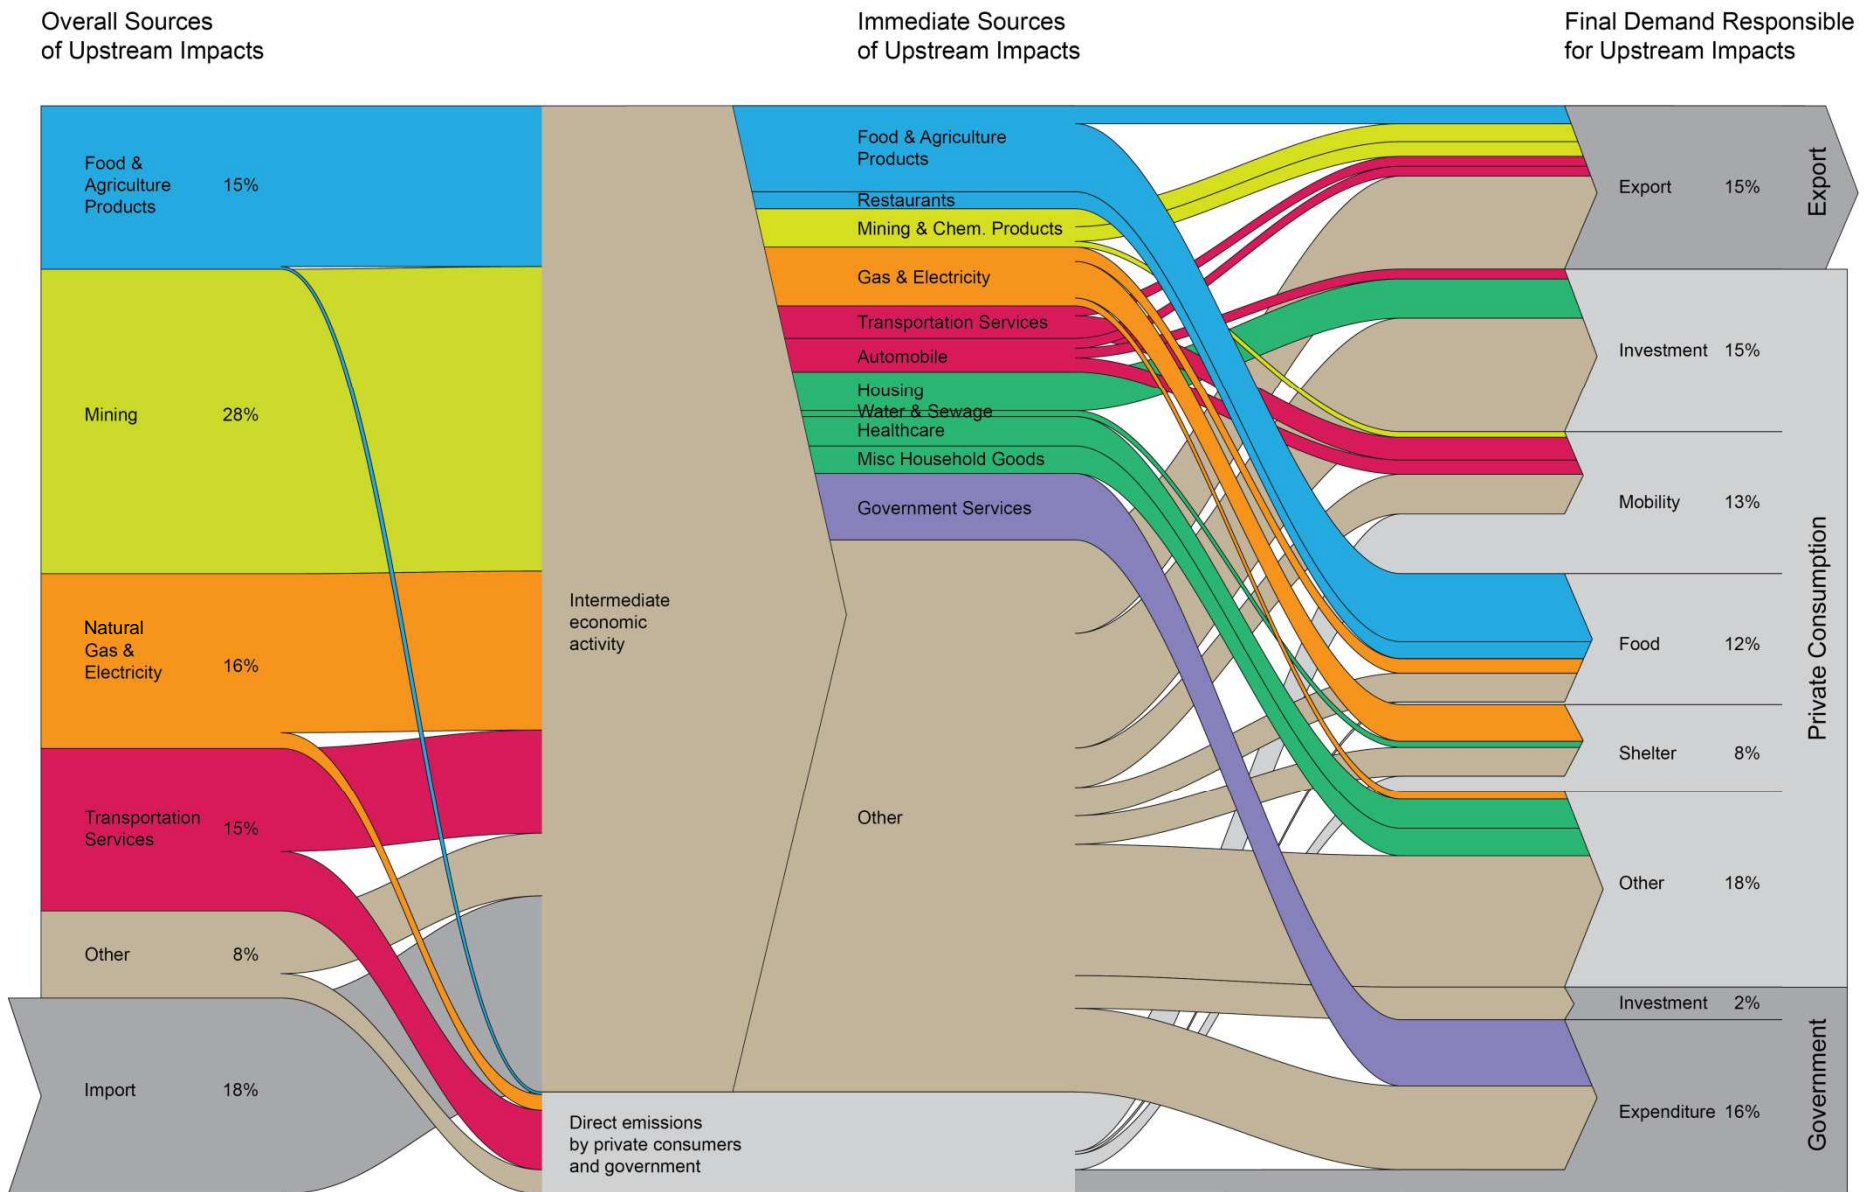 Overall Sources
of Upstream Impacts
Immediate Sources
of Upstream Impacts
Final Demand Responsible
for Upstream Impacts
Food &
Agriculture
Products
15%
Mining
28%
Natural
Gas &
Electricity
16%
Transportation
Services
15%
Other
8%
Import
18%
Intermediate
economic
activity
Direct emissions
by private consumers
and government
Food & Agriculture
Products
Restaurants
Mining & Chem. Products
Gas & Electricity
Transportation Services
Automobile
Housing
Water & Sewage
Healthcare
Misc Household Goods
Government Services
Other
Export 15%
Investment 15%
Mobility 13%
Food 12%
Shelter 8%
Other 18%
Investment 2%
Expenditure 16%
Export
Private Consumption
Government